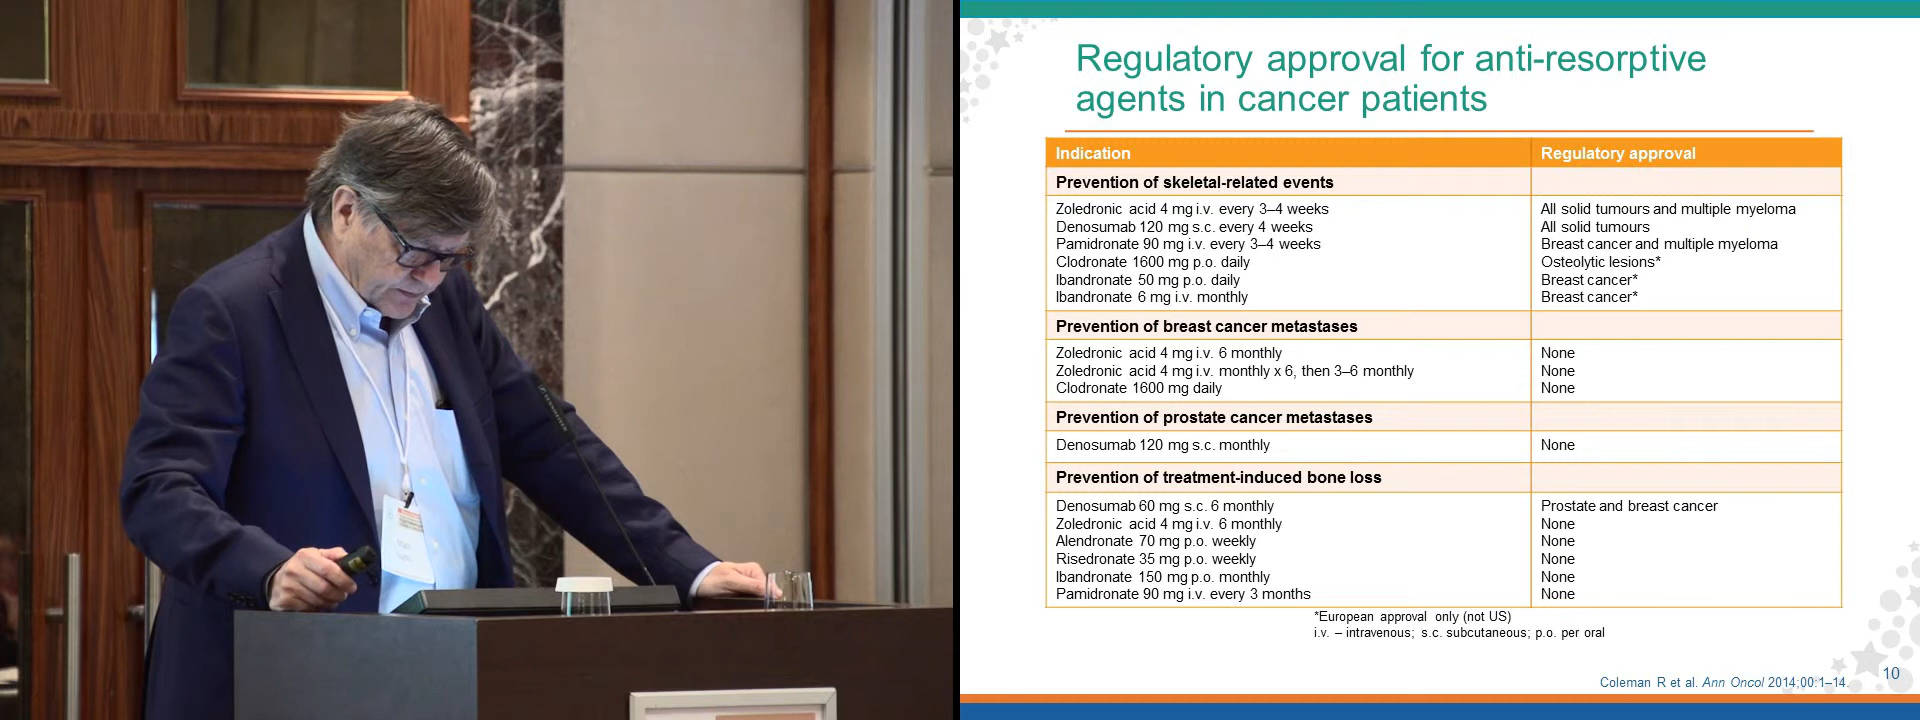 Regulatory approval for anti-resorptive
agents in cancer patients
Indication Regulatory approval
Prevention of skeletal-related events
Zoledronic acid 4 mg i.v. every 3–4 weeks All solid tumours and multiple myeloma
Denosumab 120 mg s.c. every 4 weeks All solid tumours
Pamidronate 90 mg i.v. every 3–4 weeks Breast cancer and multiple myeloma
Clodronate 1600 mg p.o. daily Osteolytic lesions*
Ibandronate 50 mg p.o. daily Breast cancer*
Ibandronate 6 mg i.v. monthly Breast cancer*
Prevention of breast cancer metastases
Zoledronic acid 4 mg i.v. 6 monthly None
Zoledronic acid 4 mg i.v. monthly x 6, then 3–6 monthly None
Clodronate 1600 mg daily None
Prevention of prostate cancer metastases
Denosumab 120 mg s.c. monthly None
Prevention of treatment-induced bone loss
Denosumab 60 mg s.c. 6 monthly Prostate and breast cancer
Zoledronic acid 4 mg i.v. 6 monthly None
Alendronate 70 mg p.o. weekly None
Risedronate 35 mg p.o. weekly None
Ibandronate 150 mg p.o. monthly None
Pamidronate 90 mg i.v. every 3 months None
*European approval only (not US)
i.v. – intravenous; s.c. subcutaneous; p.o. per oral
Coleman R et al. Ann Oncol 2014;00:1–14.
10